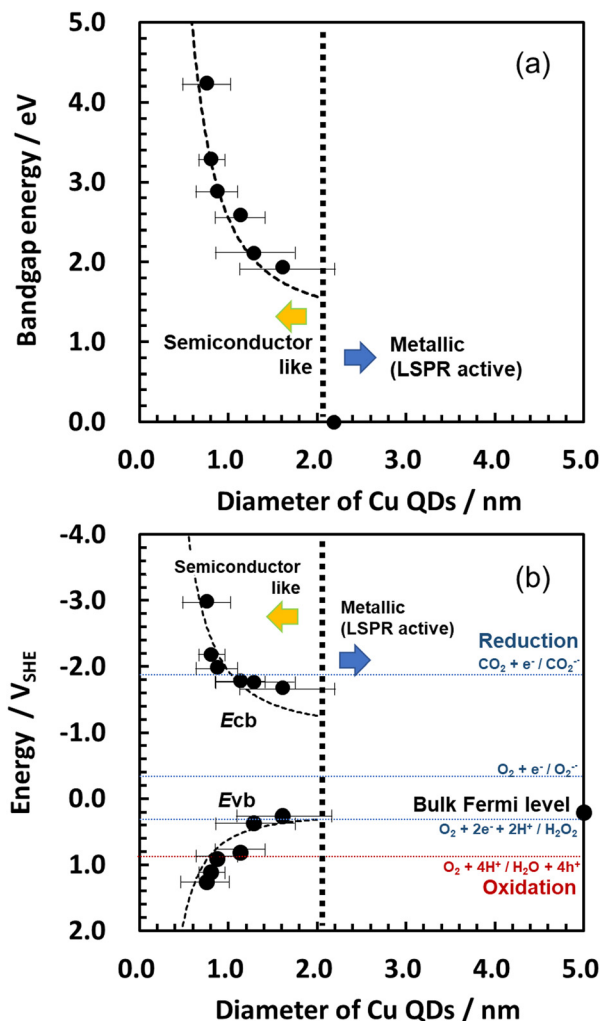 (a)
Bandgap energy / eV
5.0
4.0
3.0
2.0
1.0
0.0
Semiconductor
like
Metallic
(LSPR active)
0.0 1.0 2.0 3.0 4.0 5.0
Diameter of Cu QDs / nm
(b)
Energy / V_SHE
-4.0
-3.0
-2.0
-1.0
0.0
1.0
2.0
Semiconductor
like
Metallic
(LSPR active)
Reduction
CO₂ + e⁻ / CO₂⁻·
Ecb
O₂ + e⁻ / O₂⁻·
Evb
Bulk Fermi level
O₂ + 2e⁻ + 2H⁺ / H₂O₂
O₂ + 4H⁺ / H₂O + 4h⁺
Oxidation
0.0 1.0 2.0 3.0 4.0 5.0
Diameter of Cu QDs / nm